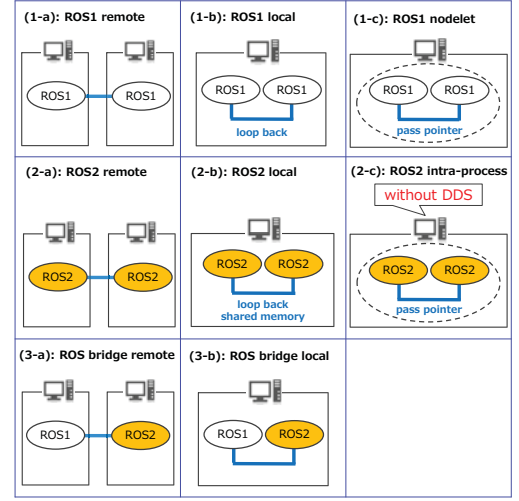 (1-a): ROS1 remote
ROS1
ROS1
(1-b): ROS1 local
ROS1
ROS1
loop back
(1-c): ROS1 nodelet
ROS1
ROS1
pass pointer
(2-a): ROS2 remote
ROS2
ROS2
(2-b): ROS2 local
ROS2
ROS2
loop back
shared memory
(2-c): ROS2 intra-process
without DDS
ROS2
ROS2
pass pointer
(3-a): ROS bridge remote
ROS1
ROS2
(3-b): ROS bridge local
ROS1
ROS2